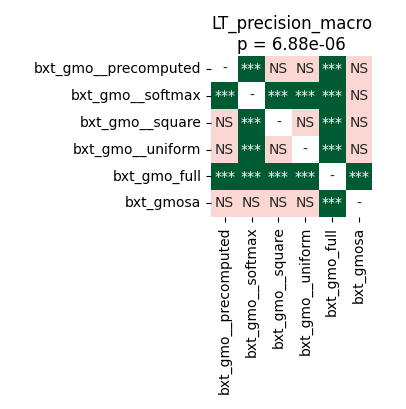 LT_precision_macro
p = 6.88e-06
bxt_gmo__precomputed - *** NS NS *** NS
bxt_gmo__softmax *** - *** *** *** NS
bxt_gmo__square NS *** - NS *** NS
bxt_gmo__uniform NS *** NS - *** NS
bxt_gmo_full *** *** *** *** - ***
bxt_gmosa NS NS NS NS *** -
bxt_gmo__precomputed
bxt_gmo__softmax
bxt_gmo__square
bxt_gmo__uniform
bxt_gmo_full
bxt_gmosa